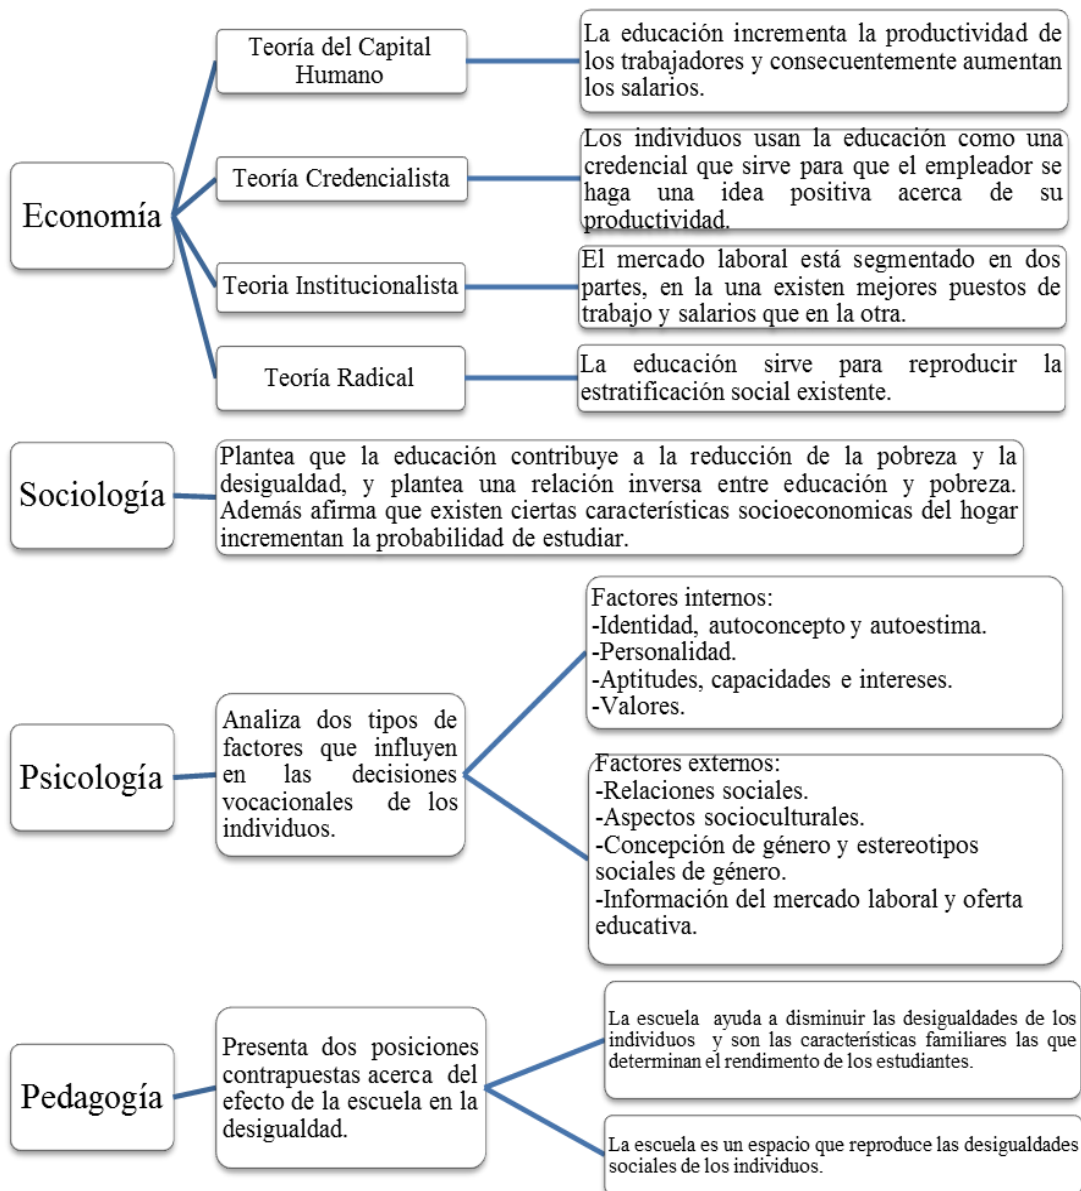 Economía
Teoría del Capital
Humano
La educación incrementa la productividad de
los trabajadores y consecuentemente aumentan
los salarios.
Teoría Credencialista
Los individuos usan la educación como una
credencial que sirve para que el empleador se
haga una idea positiva acerca de su
productividad.
Teoria Institucionalista
El mercado laboral está segmentado en dos
partes, en la una existen mejores puestos de
trabajo y salarios que en la otra.
Teoría Radical
La educación sirve para reproducir la
estratificación social existente.
Sociología
Plantea que la educación contribuye a la reducción de la pobreza y la
desigualdad, y plantea una relación inversa entre educación y pobreza.
Además afirma que existen ciertas características socioeconomicas del hogar
incrementan la probabilidad de estudiar.
Psicología
Analiza dos tipos de
factores que influyen
en las decisiones
vocacionales de los
individuos.
Factores internos:
-Identidad, autoconcepto y autoestima.
-Personalidad.
-Aptitudes, capacidades e intereses.
-Valores.
Factores externos:
-Relaciones sociales.
-Aspectos socioculturales.
-Concepción de género y estereotipos
sociales de género.
-Información del mercado laboral y oferta
educativa.
Pedagogía
Presenta dos posiciones
contrapuestas acerca del
efecto de la escuela en la
desigualdad.
La escuela ayuda a disminuir las desigualdades de los
individuos y son las características familiares las que
determinan el rendimento de los estudiantes.
La escuela es un espacio que reproduce las desigualdades
sociales de los individuos.